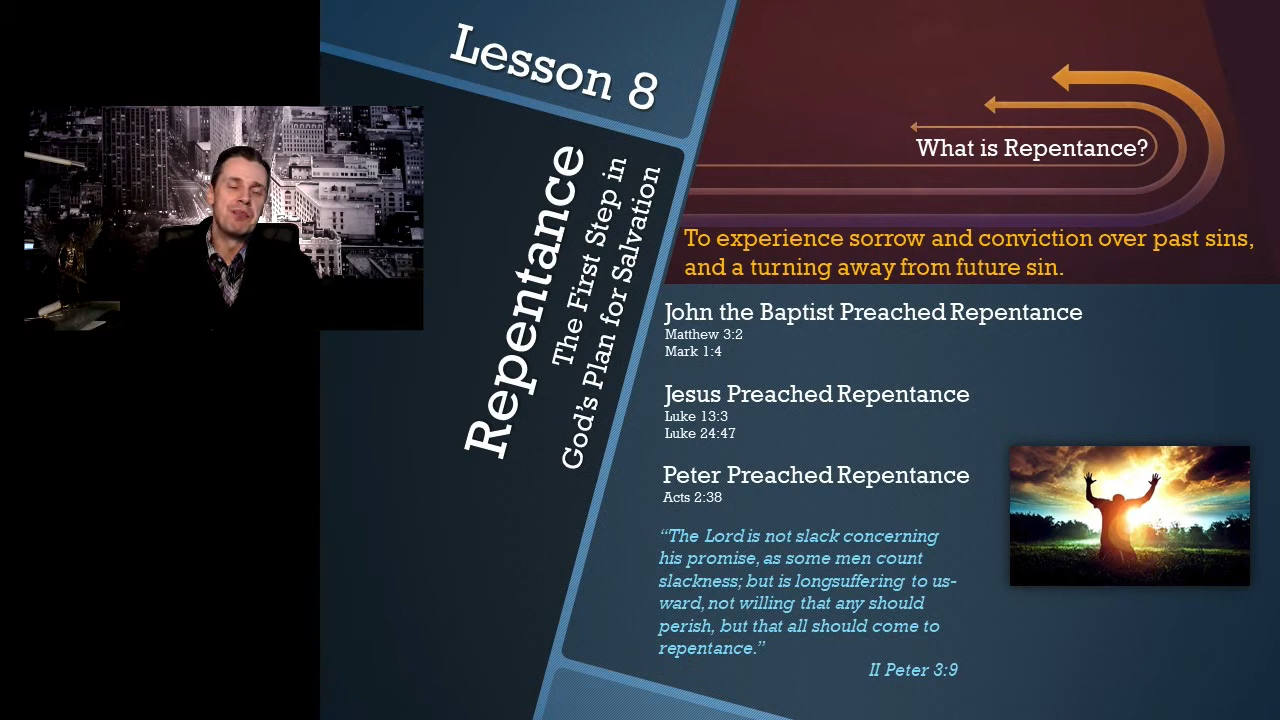 Lesson 8
Repentance
The First Step in
God's Plan for Salvation
What is Repentance?
To experience sorrow and conviction over past sins,
and a turning away from future sin.
John the Baptist Preached Repentance
Matthew 3:2
Mark 1:4
Jesus Preached Repentance
Luke 13:3
Luke 24:47
Peter Preached Repentance
Acts 2:38
“The Lord is not slack concerning
his promise, as some men count
slackness; but is longsuffering to us-
ward, not willing that any should
perish, but that all should come to
repentance.”
II Peter 3:9